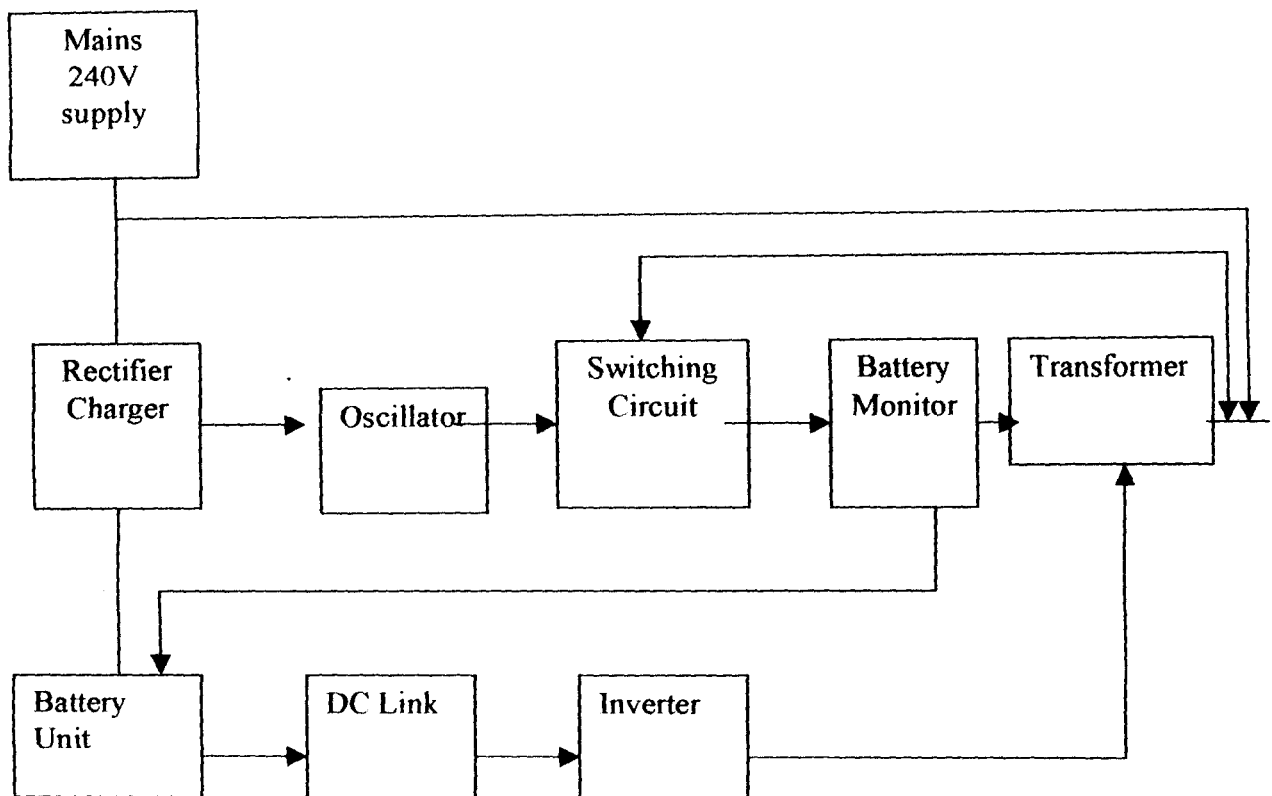 Mains
240V
supply
Rectifier
Charger
Oscillator
Switching
Circuit
Battery
Monitor
Transformer
Battery
Unit
DC Link
Inverter